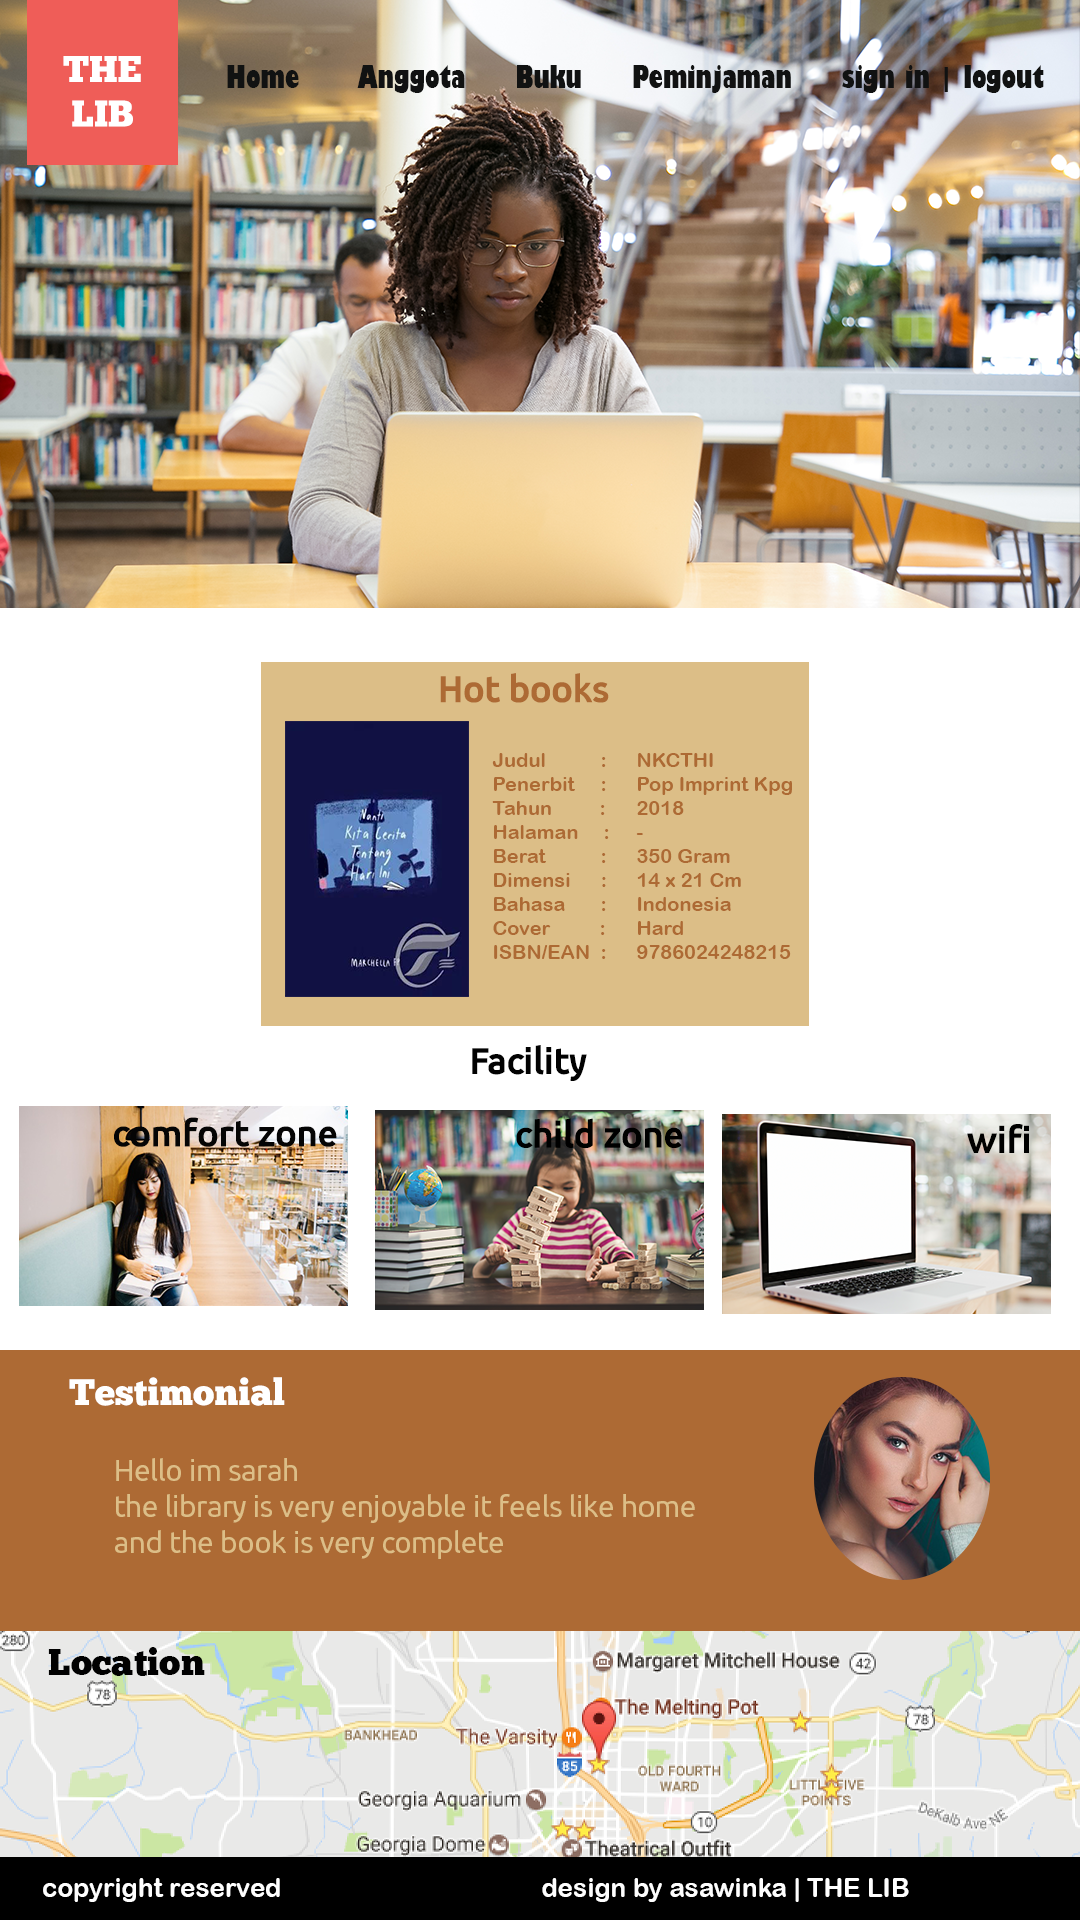 THE
LIB
Home Anggota Buku Peminjaman sign in | logout
Hot books
Nanti
Kita Cerita
Tentang
Hari Ini
MARCHELLA FP
Judul : NKCTHI
Penerbit : Pop Imprint Kpg
Tahun : 2018
Halaman : -
Berat : 350 Gram
Dimensi : 14 x 21 Cm
Bahasa : Indonesia
Cover : Hard
ISBN/EAN : 9786024248215
Facility
comfort zone
child zone
wifi
Testimonial
Hello im sarah
the library is very enjoyable it feels like home
and the book is very complete
280
Location
Margaret Mitchell House 42
78
The Melting Pot
78
BANKHEAD
The Varsity
85
OLD FOURTH
WARD
LITTLE FIVE
POINTS
Georgia Aquarium
DeKalb Ave NE
10
Georgia Dome
Theatrical Outfit
copyright reserved
design by asawinka | THE LIB